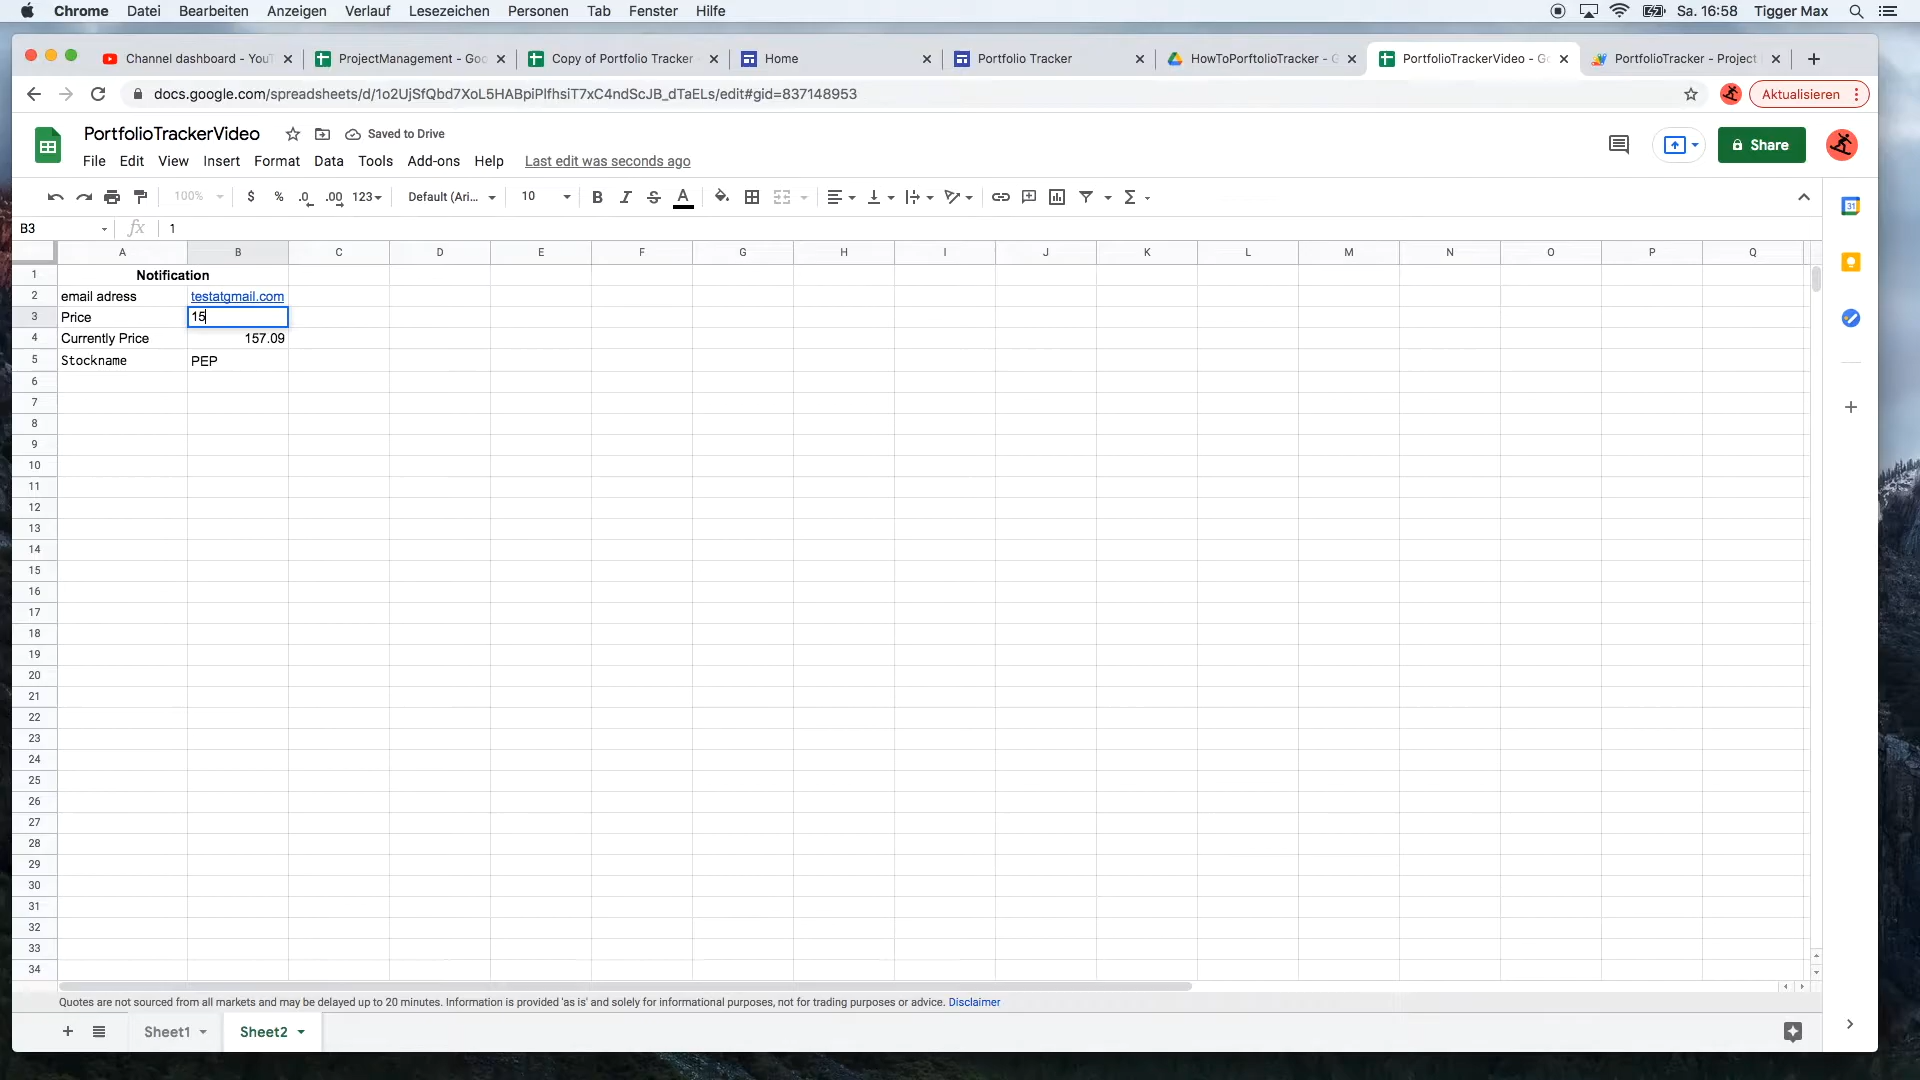 Chrome Datei Bearbeiten Anzeigen Verlauf Lesezeichen Personen Tab Fenster Hilfe Sa. 16:58 Tigger Max
Channel dashboard - YouT ProjectManagement - Goo Copy of Portfolio Tracker Home Portfolio Tracker HowToPorftolioTracker - G PortfolioTrackerVideo - Go PortfolioTracker - Project
docs.google.com/spreadsheets/d/1o2UjSfQbd7XoL5HABpiPIfhsiT7xC4ndScJB_dTaELs/edit#gid=837148953 Aktualisieren
PortfolioTrackerVideo Saved to Drive
File Edit View Insert Format Data Tools Add-ons Help Last edit was seconds ago Share
100% $ % .0 .00 123 Default (Ari... 10 B I S A Σ
31
B3 fx 1
A B C D E F G H I J K L M N O P Q
1 Notification
2 email adress testatgmail.com
3 Price 15
4 Currently Price 157.09
5 Stockname PEP
6
7
8
9
10
11
12
13
14
15
16
17
18
19
20
21
22
23
24
25
26
27
28
29
30
31
32
33
34
Quotes are not sourced from all markets and may be delayed up to 20 minutes. Information is provided 'as is' and solely for informational purposes, not for trading purposes or advice. Disclaimer
Sheet1 Sheet2